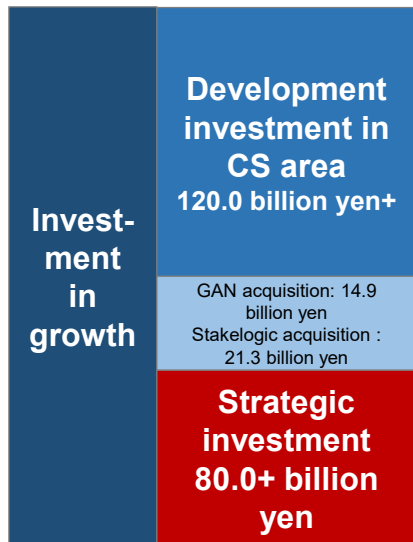 Invest-
ment
in
growth
Development
investment in
CS area
120.0 billion yen+
GAN acquisition: 14.9
billion yen
Stakelogic acquisition :
21.3 billion yen
Strategic
investment
80.0+ billion
yen